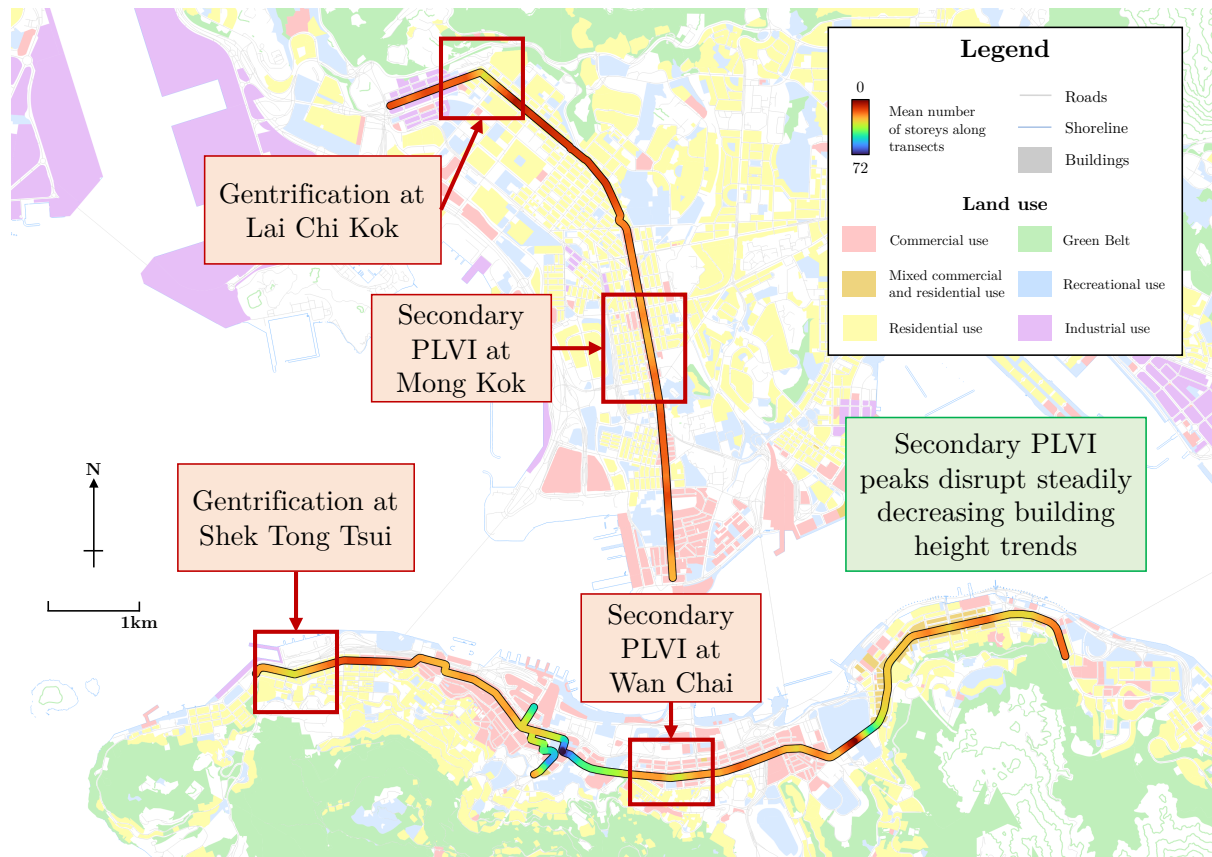 Legend
0
72
Mean number
of storeys along
transects
Roads
Shoreline
Buildings
Land use
Commercial use
Mixed commercial
and residential use
Residential use
Green Belt
Recreational use
Industrial use
Gentrification at
Lai Chi Kok
Secondary
PLVI at
Mong Kok
Secondary PLVI
peaks disrupt steadily
decreasing building
height trends
N
1km
Gentrification at
Shek Tong Tsui
Secondary
PLVI at
Wan Chai